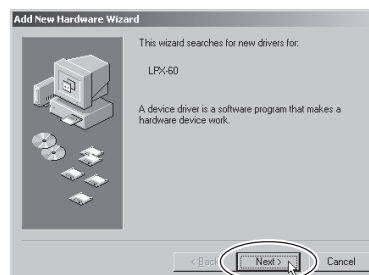 Add New Hardware Wizard
This wizard searches for new drivers for:
LPX-60
A device driver is a software program that makes a
hardware device work.
< Back
Next >
Cancel